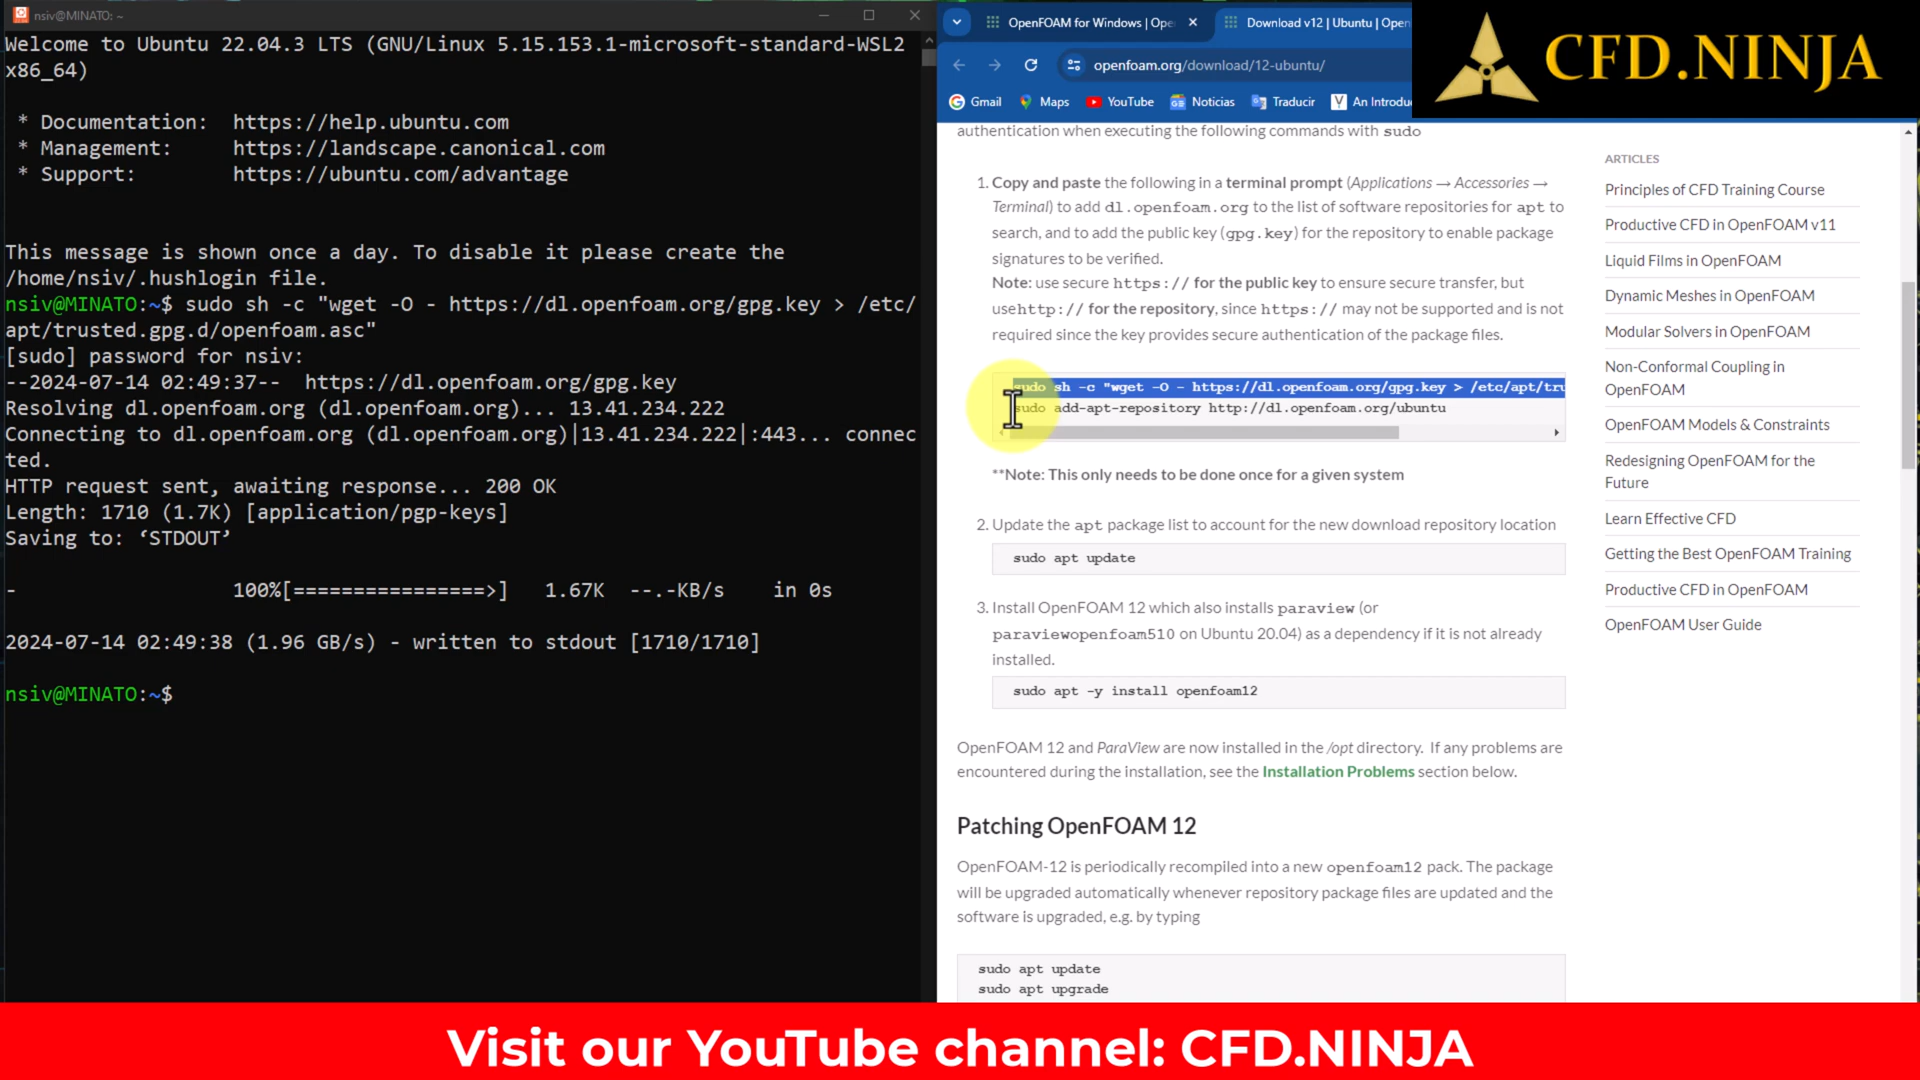 nsiv@MINATO: ~
Welcome to Ubuntu 22.04.3 LTS (GNU/Linux 5.15.153.1-microsoft-standard-WSL2
x86_64)
* Documentation: https://help.ubuntu.com
* Management: https://landscape.canonical.com
* Support: https://ubuntu.com/advantage
This message is shown once a day. To disable it please create the
/home/nsiv/.hushlogin file.
nsiv@MINATO:~$ sudo sh -c "wget -O - https://dl.openfoam.org/gpg.key > /etc/
apt/trusted.gpg.d/openfoam.asc"
[sudo] password for nsiv:
--2024-07-14 02:49:37-- https://dl.openfoam.org/gpg.key
Resolving dl.openfoam.org (dl.openfoam.org)... 13.41.234.222
Connecting to dl.openfoam.org (dl.openfoam.org)|13.41.234.222|:443... connec
ted.
HTTP request sent, awaiting response... 200 OK
Length: 1710 (1.7K) [application/pgp-keys]
Saving to: ‘STDOUT’
- 100%[================>] 1.67K --.-KB/s in 0s
2024-07-14 02:49:38 (1.96 GB/s) - written to stdout [1710/1710]
nsiv@MINATO:~$
OpenFOAM for Windows | Ope
Download v12 | Ubuntu | Open
openfoam.org/download/12-ubuntu/
Gmail Maps YouTube Noticias Traducir An Introdu
CFD.NINJA
authentication when executing the following commands with sudo
1. Copy and paste the following in a terminal prompt (Applications → Accessories →
Terminal) to add dl.openfoam.org to the list of software repositories for apt to
search, and to add the public key (gpg.key) for the repository to enable package
signatures to be verified.
Note: use secure https:// for the public key to ensure secure transfer, but
usehttp:// for the repository, since https:// may not be supported and is not
required since the key provides secure authentication of the package files.
sudo sh -c "wget -O - https://dl.openfoam.org/gpg.key > /etc/apt/tru
sudo add-apt-repository http://dl.openfoam.org/ubuntu
**Note: This only needs to be done once for a given system
2. Update the apt package list to account for the new download repository location
sudo apt update
3. Install OpenFOAM 12 which also installs paraview (or
paraviewopenfoam510 on Ubuntu 20.04) as a dependency if it is not already
installed.
sudo apt -y install openfoam12
OpenFOAM 12 and ParaView are now installed in the /opt directory. If any problems are
encountered during the installation, see the Installation Problems section below.
Patching OpenFOAM 12
OpenFOAM-12 is periodically recompiled into a new openfoam12 pack. The package
will be upgraded automatically whenever repository package files are updated and the
software is upgraded, e.g. by typing
sudo apt update
sudo apt upgrade
ARTICLES
Principles of CFD Training Course
Productive CFD in OpenFOAM v11
Liquid Films in OpenFOAM
Dynamic Meshes in OpenFOAM
Modular Solvers in OpenFOAM
Non-Conformal Coupling in
OpenFOAM
OpenFOAM Models & Constraints
Redesigning OpenFOAM for the
Future
Learn Effective CFD
Getting the Best OpenFOAM Training
Productive CFD in OpenFOAM
OpenFOAM User Guide
Visit our YouTube channel: CFD.NINJA